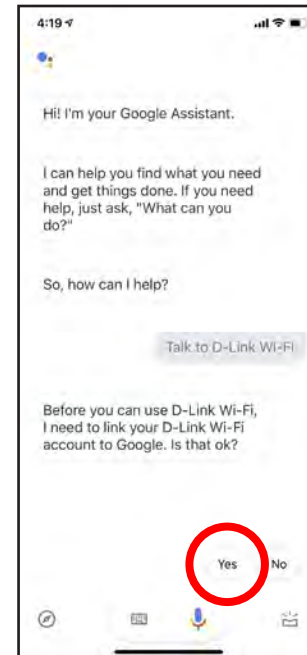 4:19
Hi! I'm your Google Assistant.
I can help you find what you need
and get things done. If you need
help, just ask, "What can you
do?"
So, how can I help?
Talk to D-Link Wi-Fi
Before you can use D-Link Wi-Fi,
I need to link your D-Link Wi-Fi
account to Google. Is that ok?
Yes No